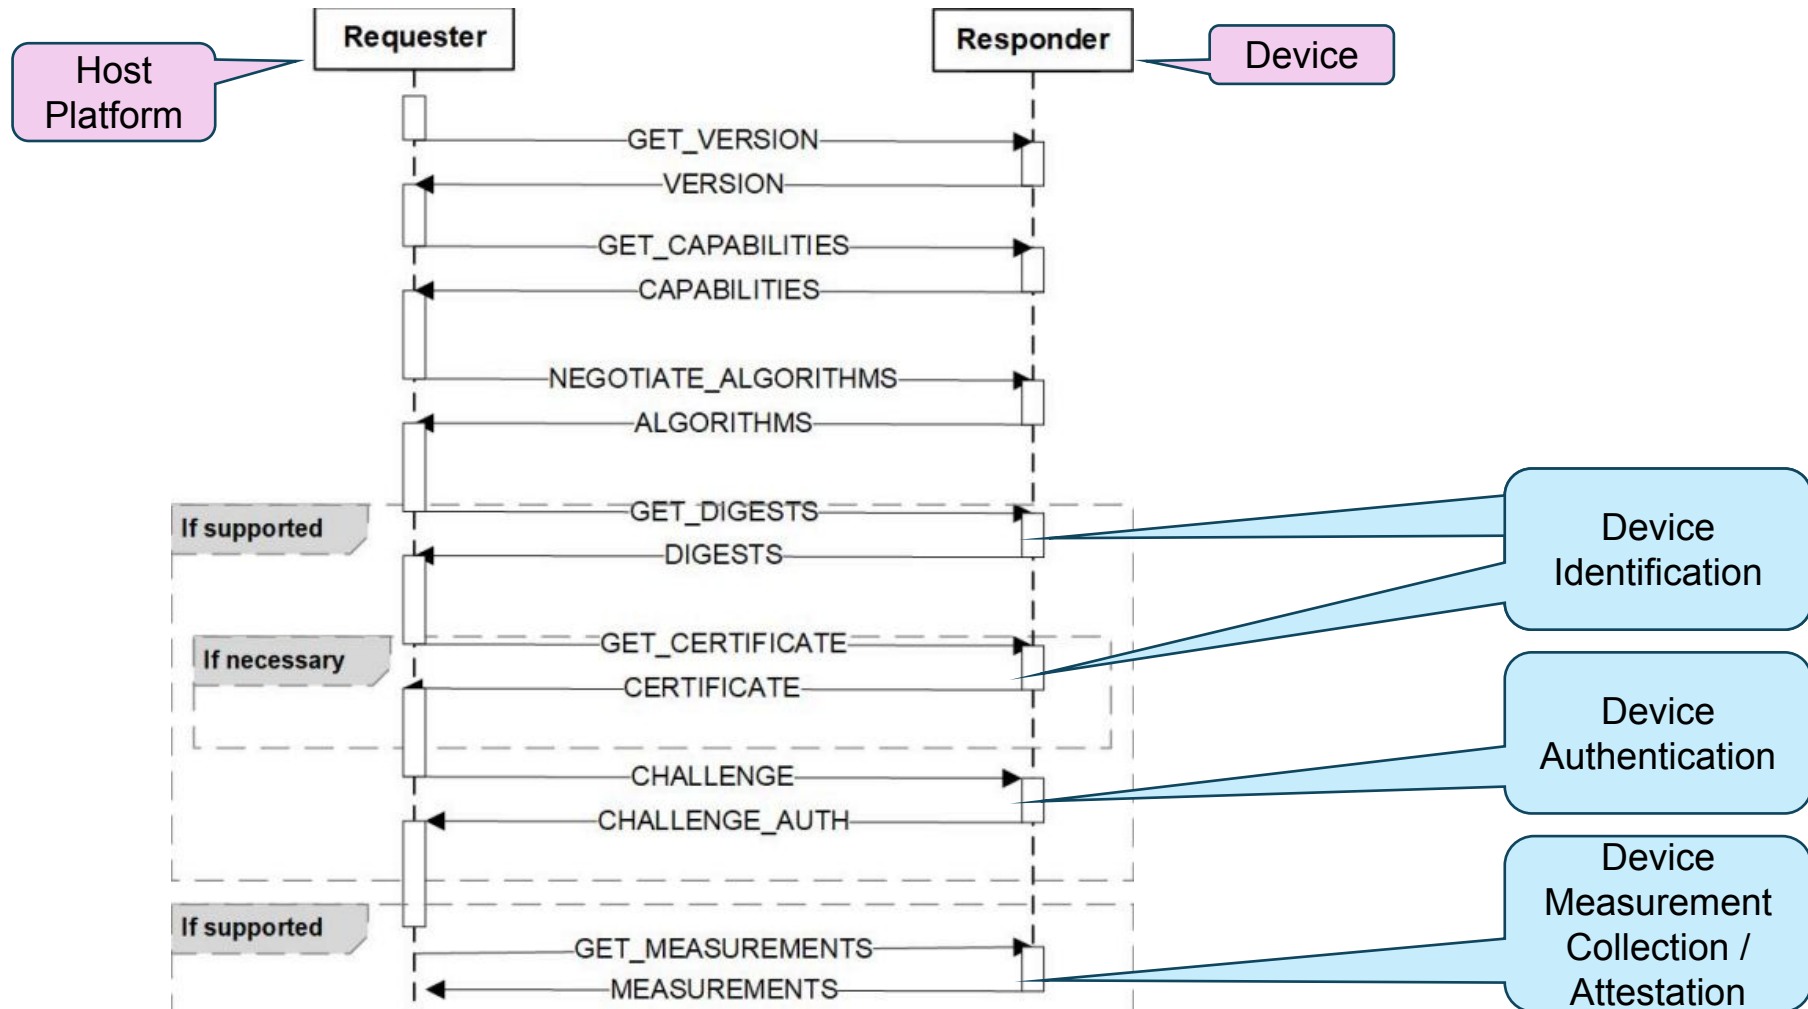 Requester
Responder
Host
Platform
Device
GET_VERSION
VERSION
GET_CAPABILITIES
CAPABILITIES
NEGOTIATE_ALGORITHMS
ALGORITHMS
If supported
GET_DIGESTS
DIGESTS
Device
Identification
If necessary
GET_CERTIFICATE
CERTIFICATE
Device
Authentication
CHALLENGE
CHALLENGE_AUTH
If supported
GET_MEASUREMENTS
MEASUREMENTS
Device
Measurement
Collection /
Attestation